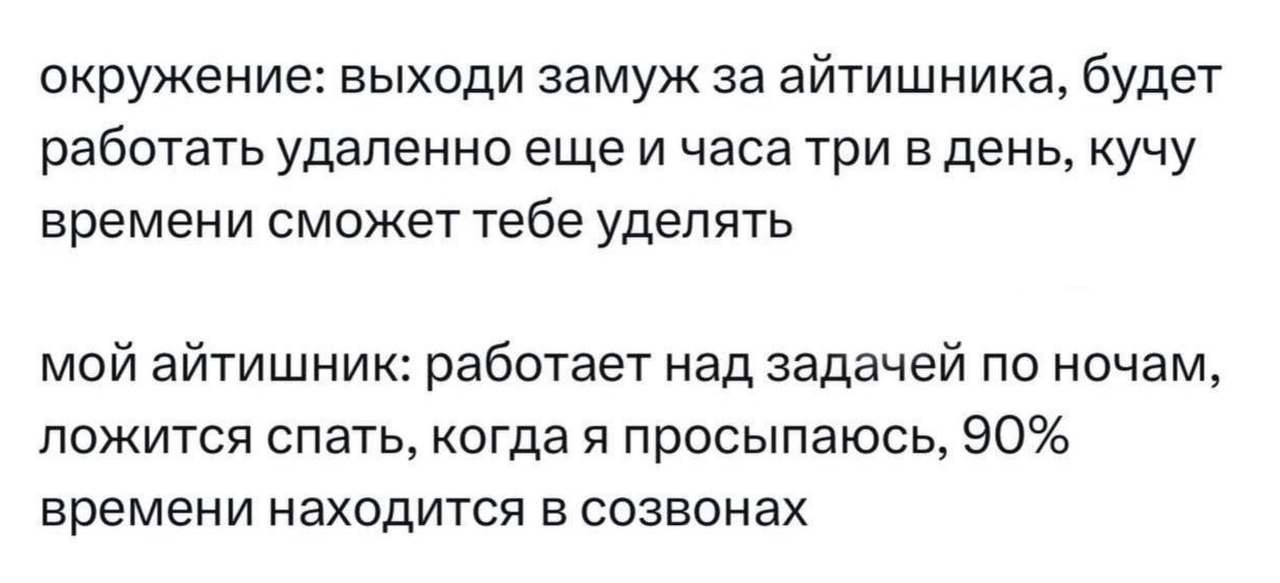 окружение: выходи замуж за айтишника, будет
работать удаленно еще и часа три в день, кучу
времени сможет тебе уделять
мой айтишник: работает над задачей по ночам,
ложится спать, когда я просыпаюсь, 90%
времени находится в созвонах